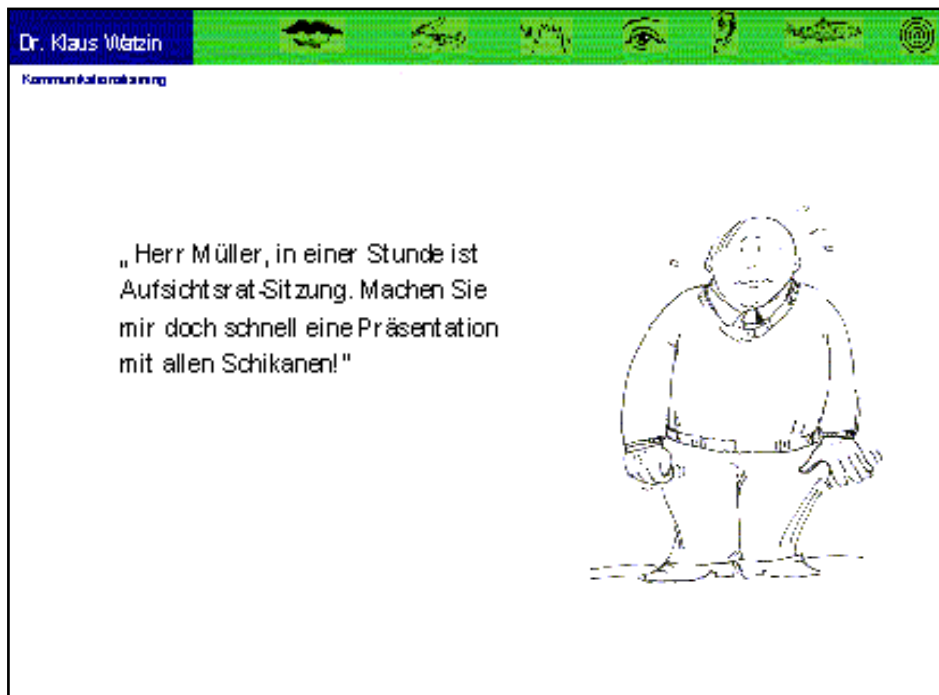 Dr. Klaus Watzin
Kommunikationstraining
„Herr Müller, in einer Stunde ist
Aufsichtsrat-Sitzung. Machen Sie
mir doch schnell eine Präsentation
mit allen Schikanen!"